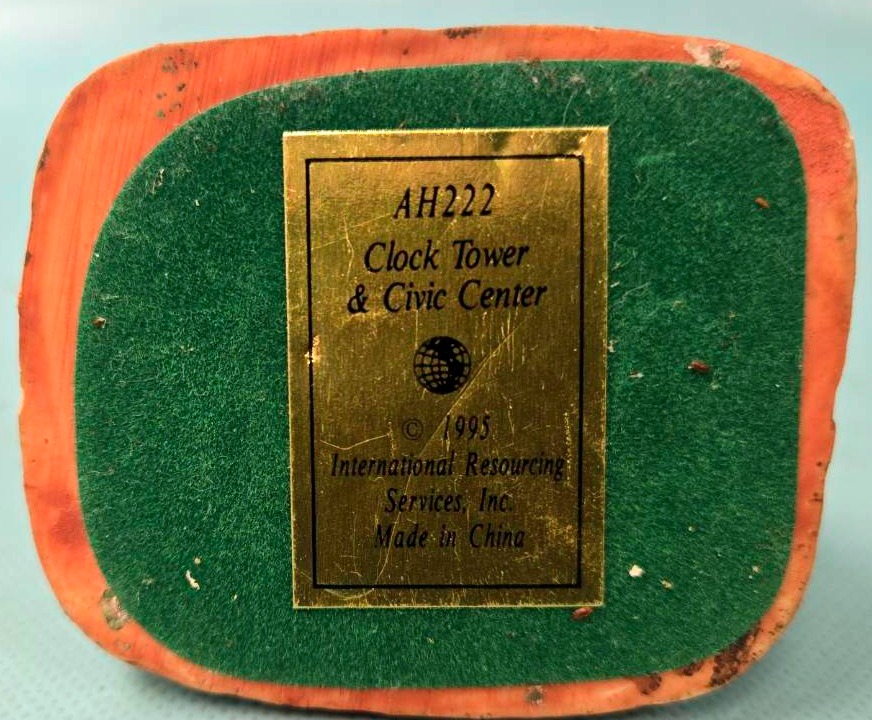 AH222
Clock Tower
& Civic Center
© 1995
International Resourcing
Services, Inc.
Made in China